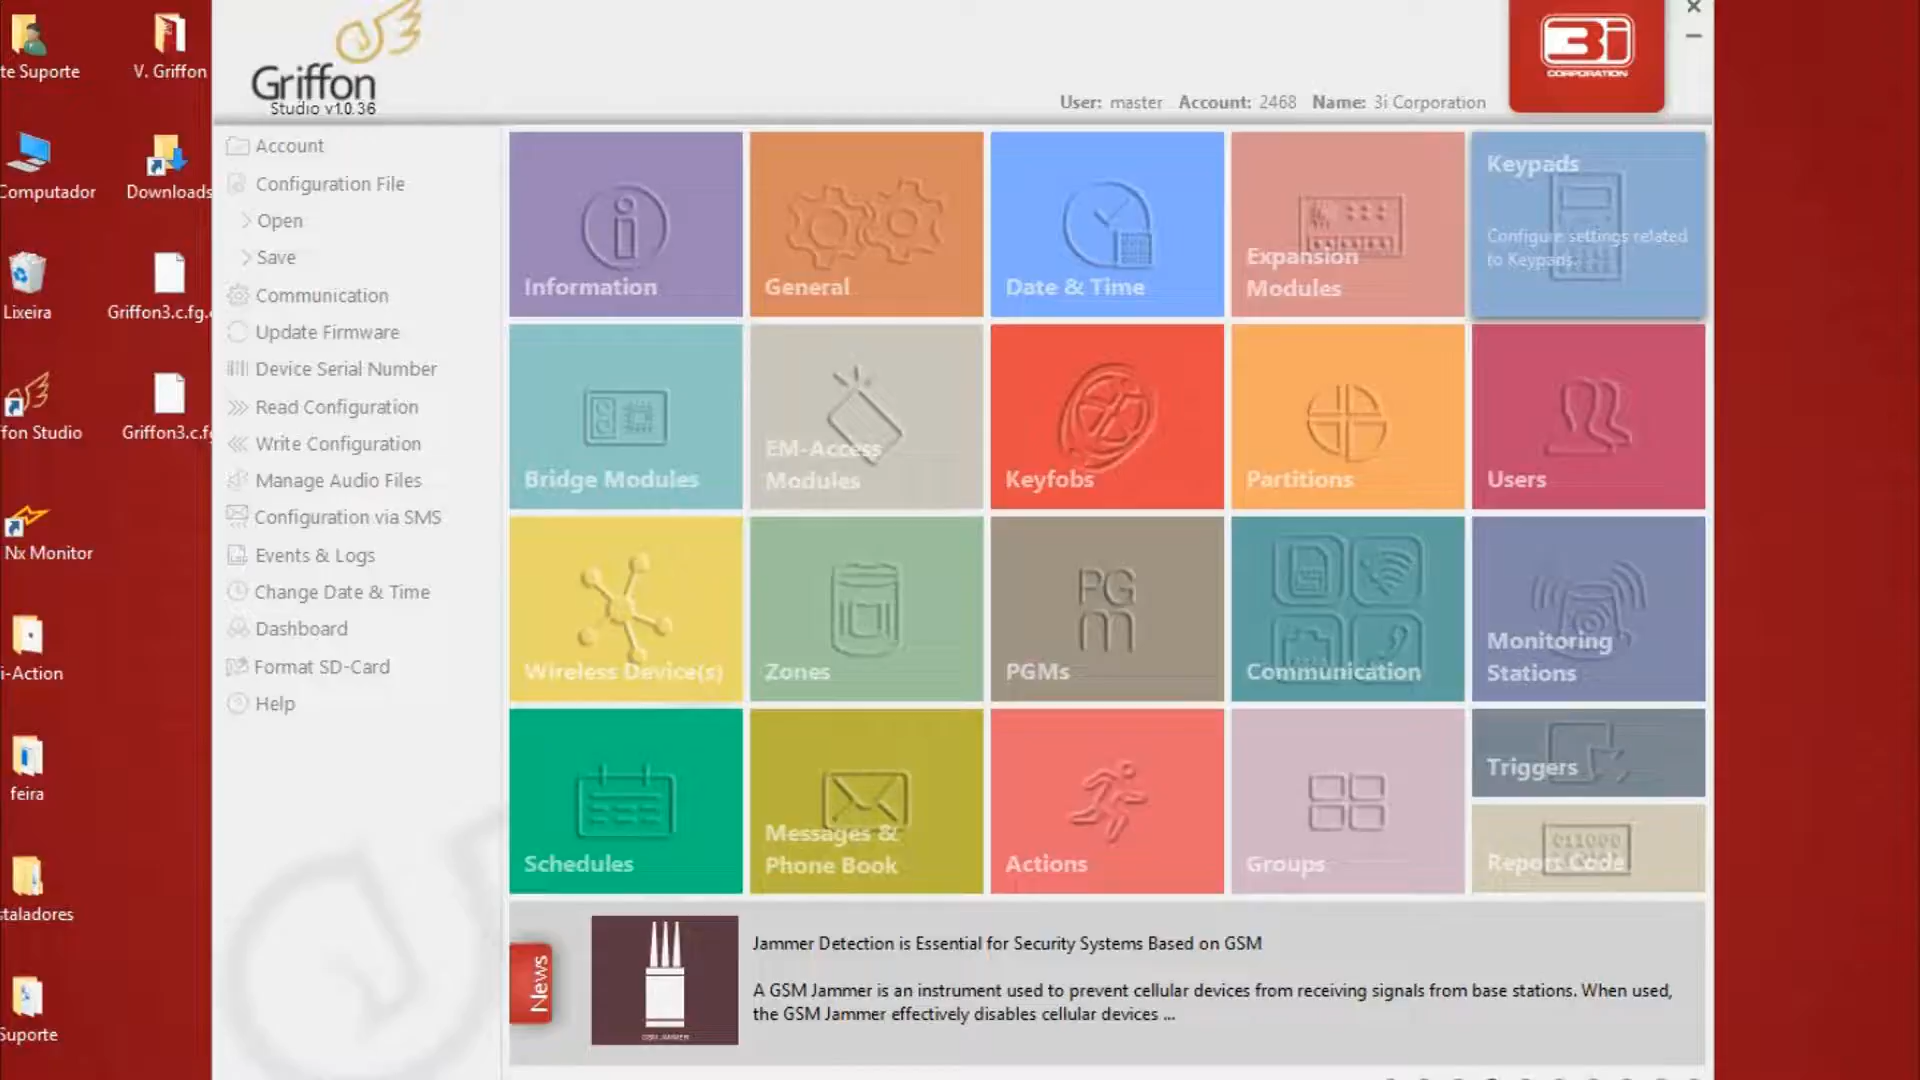 te Suporte
V. Griffon
Computador
Downloads
Lixeira
Griffon3.c.fg.
fon Studio
Griffon3.c.f
Nx Monitor
i-Action
feira
staladores
Suporte
Griffon
Studio v1.0.36
User: master Account: 2468 Name: 3i Corporation
3i
CORPORATION
Account
Configuration File
Open
Save
Communication
Update Firmware
Device Serial Number
Read Configuration
Write Configuration
Manage Audio Files
Configuration via SMS
Events & Logs
Change Date & Time
Dashboard
Format SD-Card
Help
Information
General
Date & Time
Expansion
Modules
Keypads
Configure settings related
to Keypads.
Bridge Modules
EM-Access
Modules
Keyfobs
Partitions
Users
Wireless Device(s)
Zones
PG
m
PGMs
Communication
Monitoring
Stations
Schedules
Messages &
Phone Book
Actions
Groups
Triggers
011000
Report Code
News
GSM JAMMER
Jammer Detection is Essential for Security Systems Based on GSM
A GSM Jammer is an instrument used to prevent cellular devices from receiving signals from base stations. When used,
the GSM Jammer effectively disables cellular devices ...